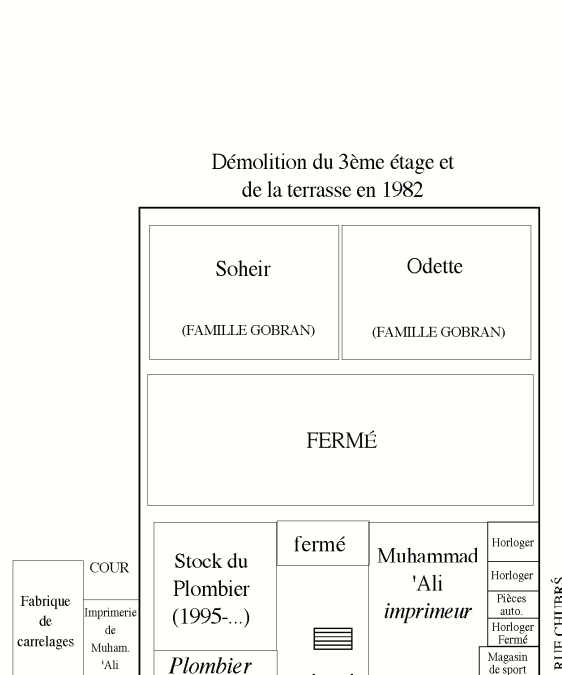 Démolition du 3ème étage et
de la terrasse en 1982
Soheir
(FAMILLE GOBRAN)
Odette
(FAMILLE GOBRAN)
FERMÉ
Stock du
Plombier
(1995-...)
Plombier
fermé
Muhammad
'Ali
imprimeur
Horloger
Horloger
Pièces
auto.
Horloger
Fermé
Magasin
de sport
COUR
Fabrique
de
carrelages
Imprimerie
de
Muham.
'Ali
RUE CHUBRŚ